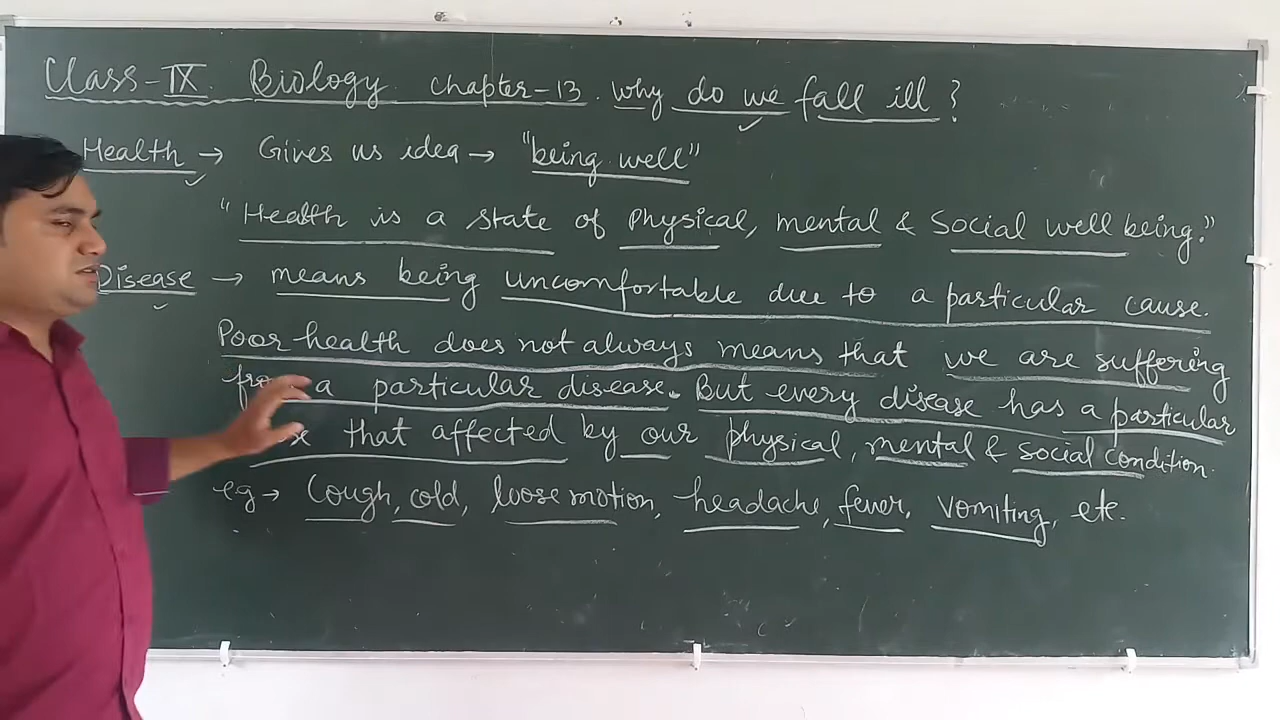 Class-IX. Biology. Chapter-13. Why do we fall ill ?
Health → Gives us idea → "being well"
"Health is a state of Physical, mental & Social well being."
Disease → means being uncomfortable due to a particular cause.
Poor health does not always means that we are suffering
from a particular disease. But every disease has a particular
that affected by our physical, mental & social condition.
eg → Cough, cold, loose motion, headache, fever, vomiting, etc.